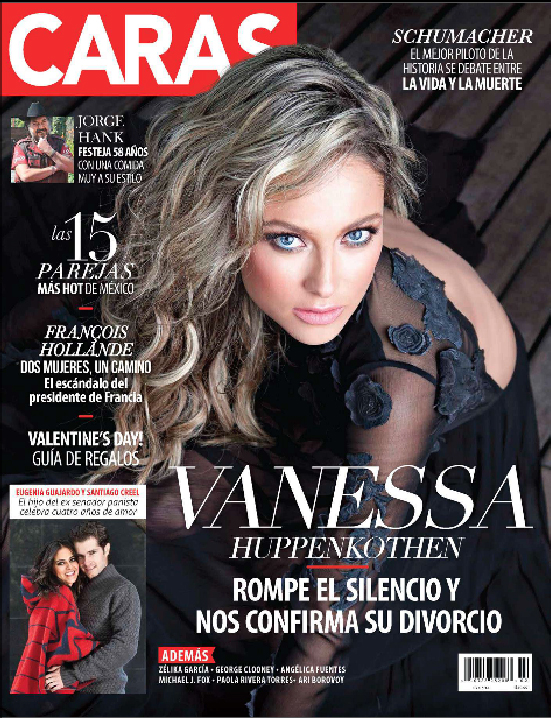 CARAS
SCHUMACHER
EL MEJOR PILOTO DE LA
HISTORIA SE DEBATE ENTRE
LA VIDA Y LA MUERTE
JORGE
HANK
FESTEJA 58 AÑOS
CON UNA COMIDA
MUY A SU ESTILO
las 15
PAREJAS
MÁS HOT DE MÉXICO
FRANÇOIS
HOLLANDE
DOS MUJERES, UN CAMINO
El escándalo del
presidente de Francia
VALENTINE'S DAY!
GUÍA DE REGALOS
EUGENIA GUAJARDO Y SANTIAGO CREEL
El hijo del ex senador panista
celebra cuatro años de amor
VANESSA
HUPPENKOTHEN
ROMPE EL SILENCIO Y
NOS CONFIRMA SU DIVORCIO
ADEMÁS
ZÉLIKA GARCÍA • GEORGE CLOONEY • ANGÉLICA FUENTES
MICHAEL J. FOX • PAOLA RIVERA TORRES • ARI BOROVOY